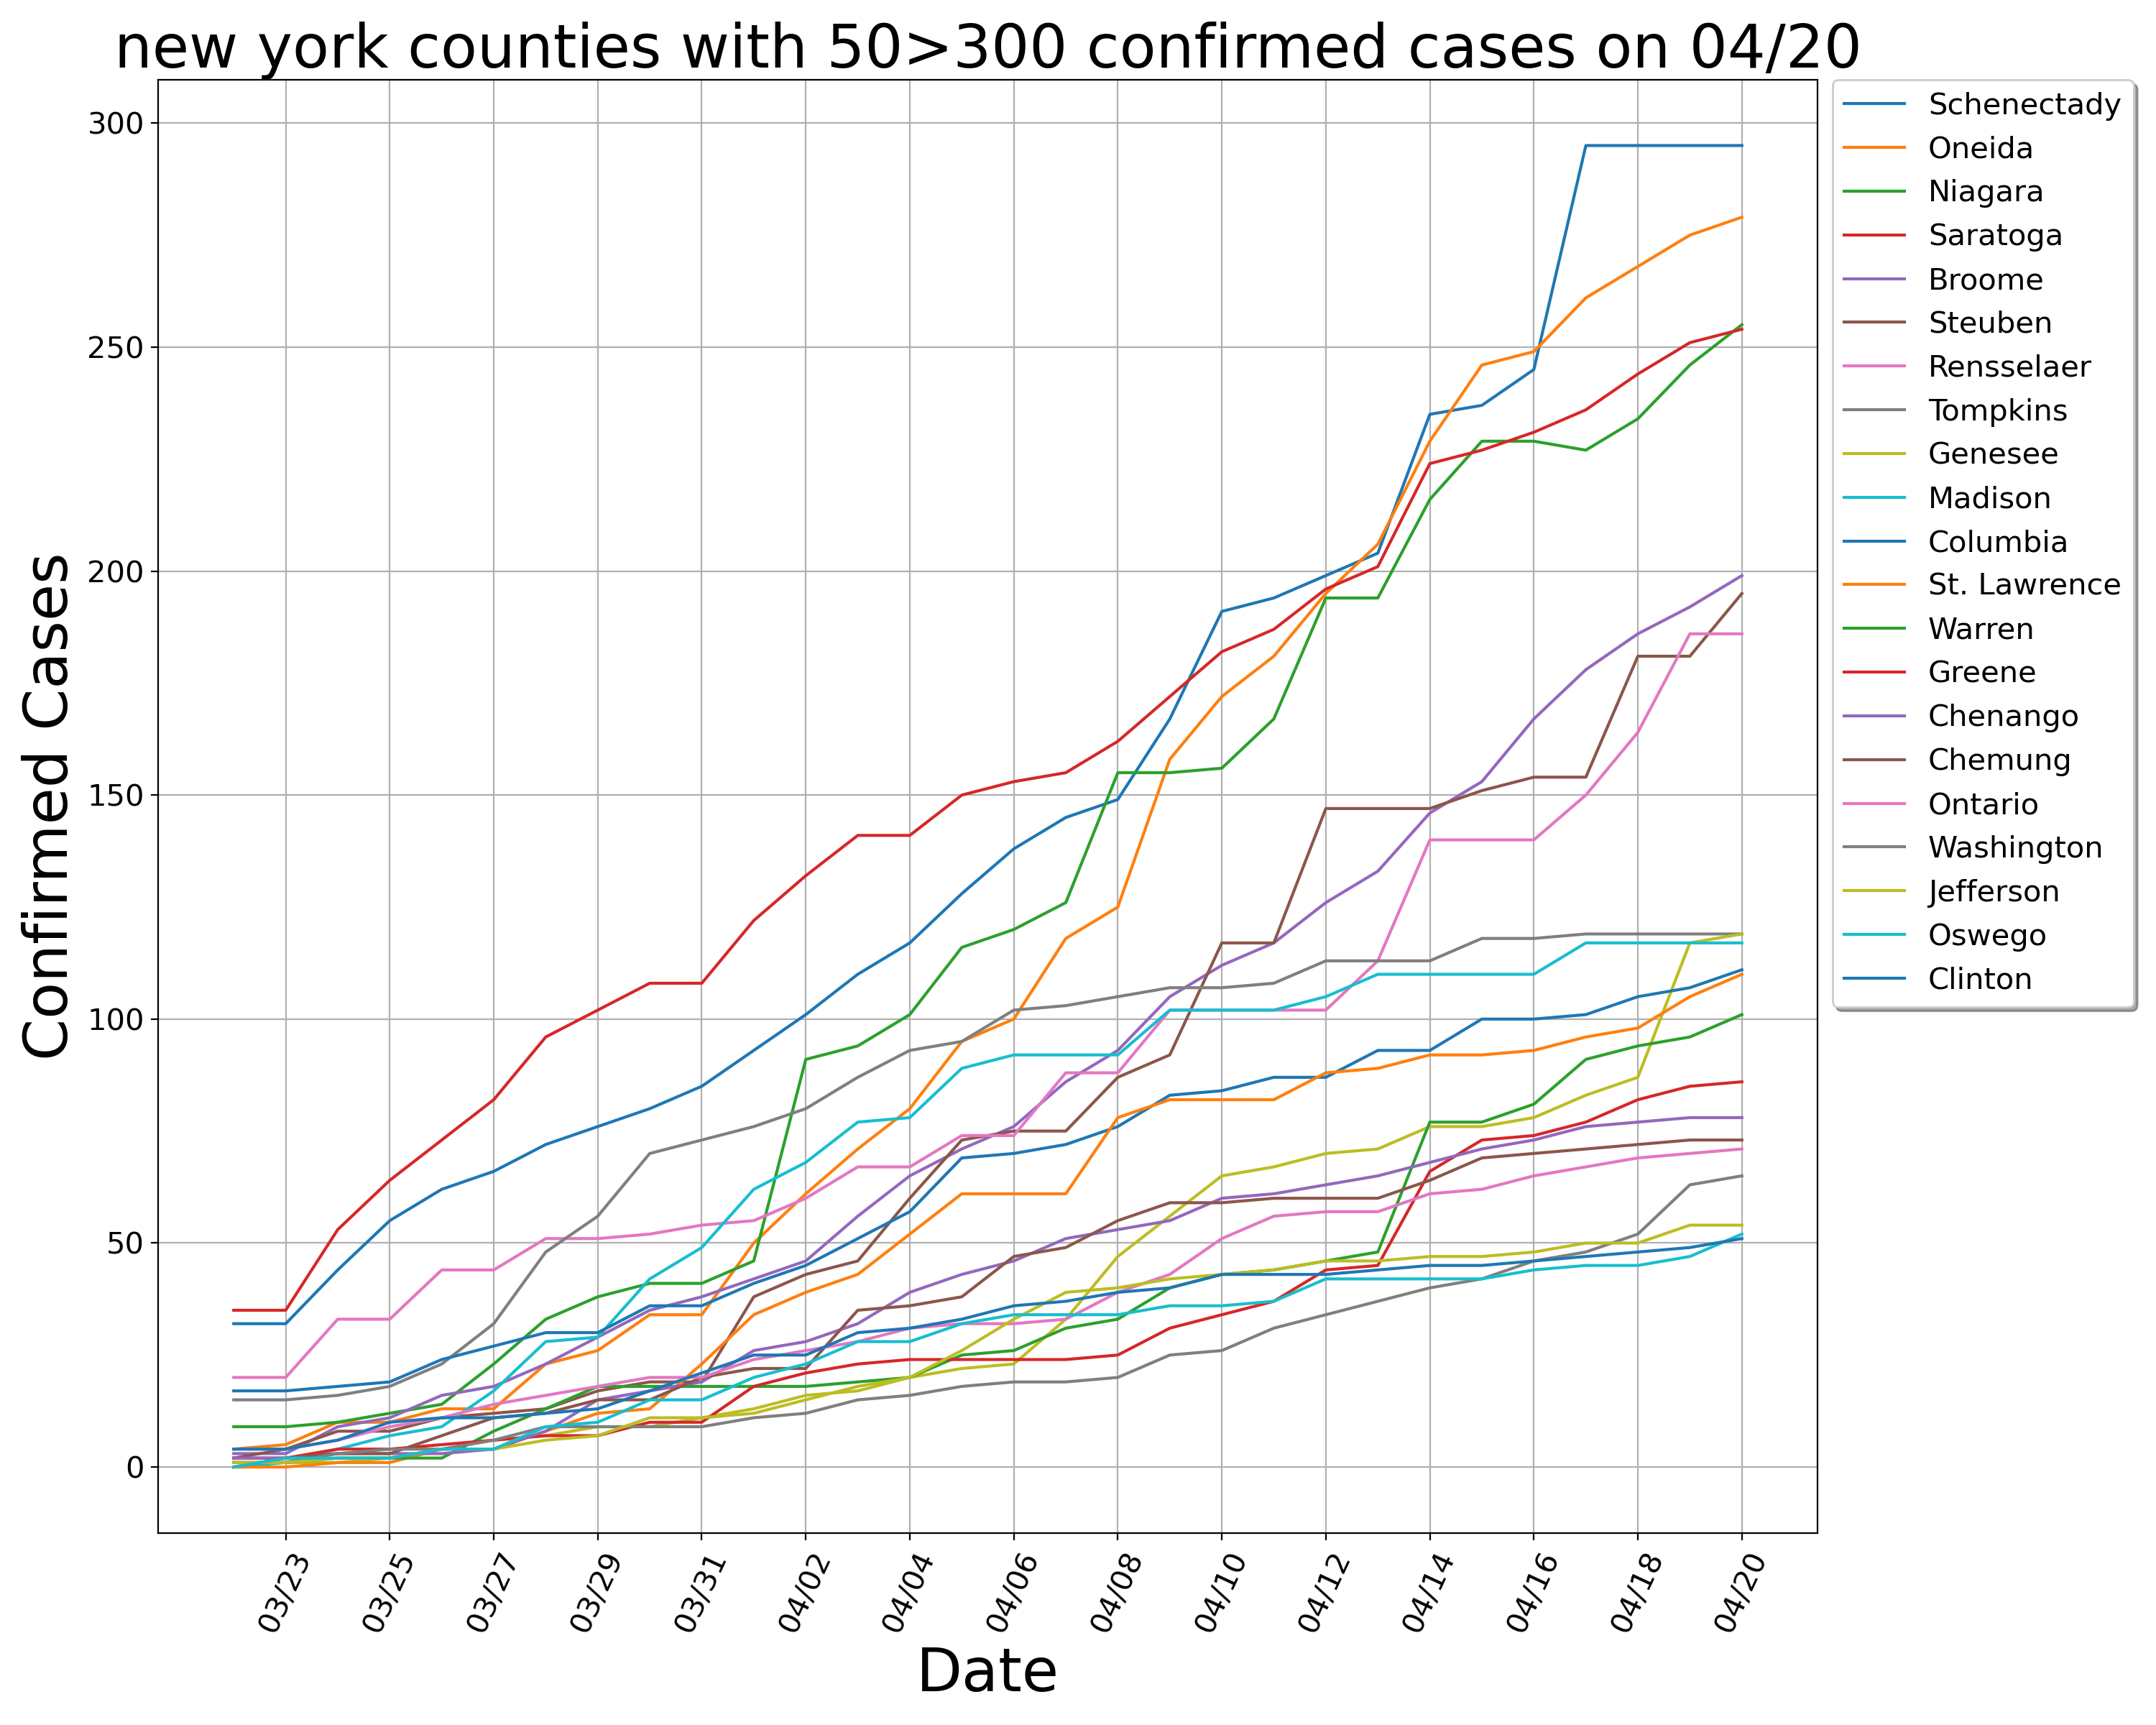 new york counties with 50>300 confirmed cases on 04/20
Confirmed Cases
300
250
200
150
100
50
0
03/23
03/25
03/27
03/29
03/31
04/02
04/04
04/06
04/08
04/10
04/12
04/14
04/16
04/18
04/20
Date
Schenectady
Oneida
Niagara
Saratoga
Broome
Steuben
Rensselaer
Tompkins
Genesee
Madison
Columbia
St. Lawrence
Warren
Greene
Chenango
Chemung
Ontario
Washington
Jefferson
Oswego
Clinton